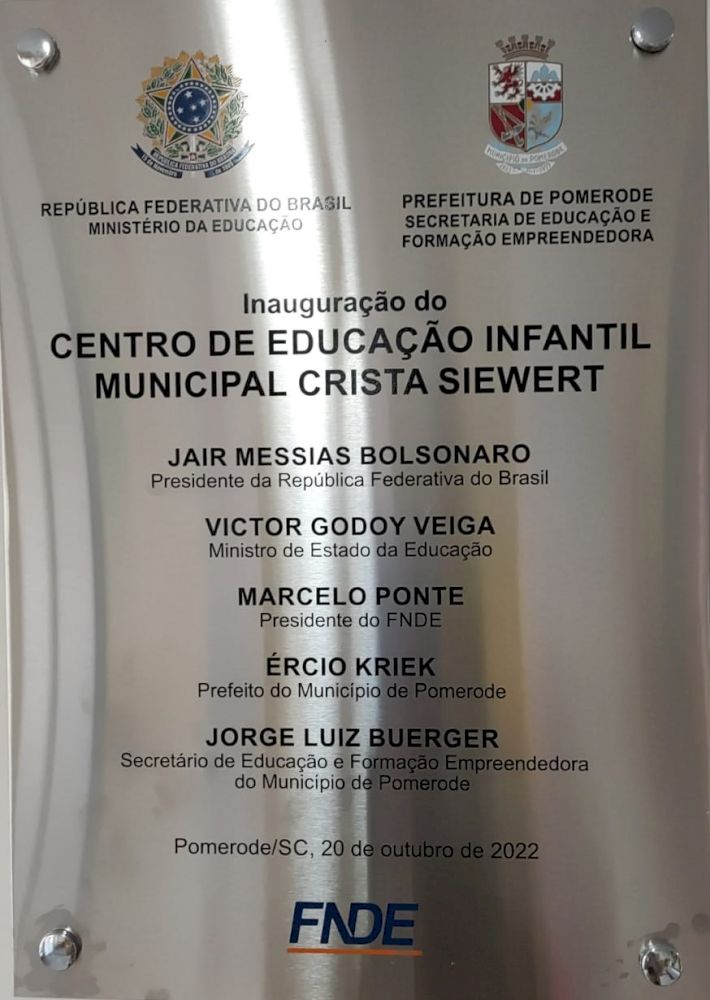 REPÚBLICA FEDERATIVA DO BRASIL
MINISTÉRIO DA EDUCAÇÃO
MUNICÍPIO DE POMERODE
PREFEITURA DE POMERODE
SECRETARIA DE EDUCAÇÃO E
FORMAÇÃO EMPREENDEDORA
Inauguração do
CENTRO DE EDUCAÇÃO INFANTIL
MUNICIPAL CRISTA SIEWERT
JAIR MESSIAS BOLSONARO
Presidente da República Federativa do Brasil
VICTOR GODOY VEIGA
Ministro de Estado da Educação
MARCELO PONTE
Presidente do FNDE
ÉRCIO KRIEK
Prefeito do Município de Pomerode
JORGE LUIZ BUERGER
Secretário de Educação e Formação Empreendedora
do Município de Pomerode
Pomerode/SC, 20 de outubro de 2022
FNDE